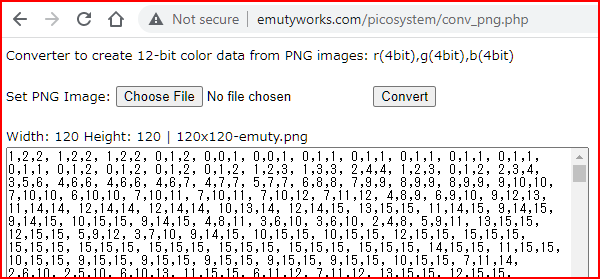 Not secure | emutyworks.com/picosystem/conv_png.php
Converter to create 12-bit color data from PNG images: r(4bit),g(4bit),b(4bit)
Set PNG Image: Choose File No file chosen Convert
Width: 120 Height: 120 | 120x120-emuty.png
1,2,2, 1,2,2, 1,2,2, 0,1,2, 0,0,1, 0,0,1, 0,1,1, 0,1,1, 0,1,1, 0,1,1, 0,1,1,
0,1,1, 0,1,2, 0,1,2, 0,1,2, 0,1,2, 1,2,3, 1,3,3, 2,4,4, 1,2,3, 0,1,2, 2,3,4,
3,5,6, 4,6,6, 4,6,6, 4,6,7, 4,7,7, 5,7,7, 6,8,8, 7,9,9, 8,9,9, 8,9,9, 9,10,10,
7,10,10, 6,10,10, 7,10,11, 7,10,11, 7,10,12, 7,11,12, 4,8,9, 6,9,10, 9,12,13,
11,14,14, 12,14,14, 12,14,14, 10,13,14, 12,14,15, 13,15,15, 11,14,15, 9,14,15,
9,14,15, 10,15,15, 9,14,15, 4,8,11, 3,6,10, 3,6,10, 2,4,8, 5,9,11, 13,15,15,
12,15,15, 5,9,12, 3,7,10, 9,14,15, 10,15,15, 10,15,15, 12,15,15, 15,15,15,
15,15,15, 15,15,15, 15,15,15, 15,15,15, 15,15,15, 15,15,15, 14,15,15, 11,15,15,
10,15,15, 9,15,15, 9,15,15, 9,15,15, 9,15,15, 9,15,15, 10,15,15, 7,11,14,
2,6,10, 2,5,10, 6,10,13, 11,15,15, 6,11,12, 7,11,12, 13,15,15, 12,15,15,